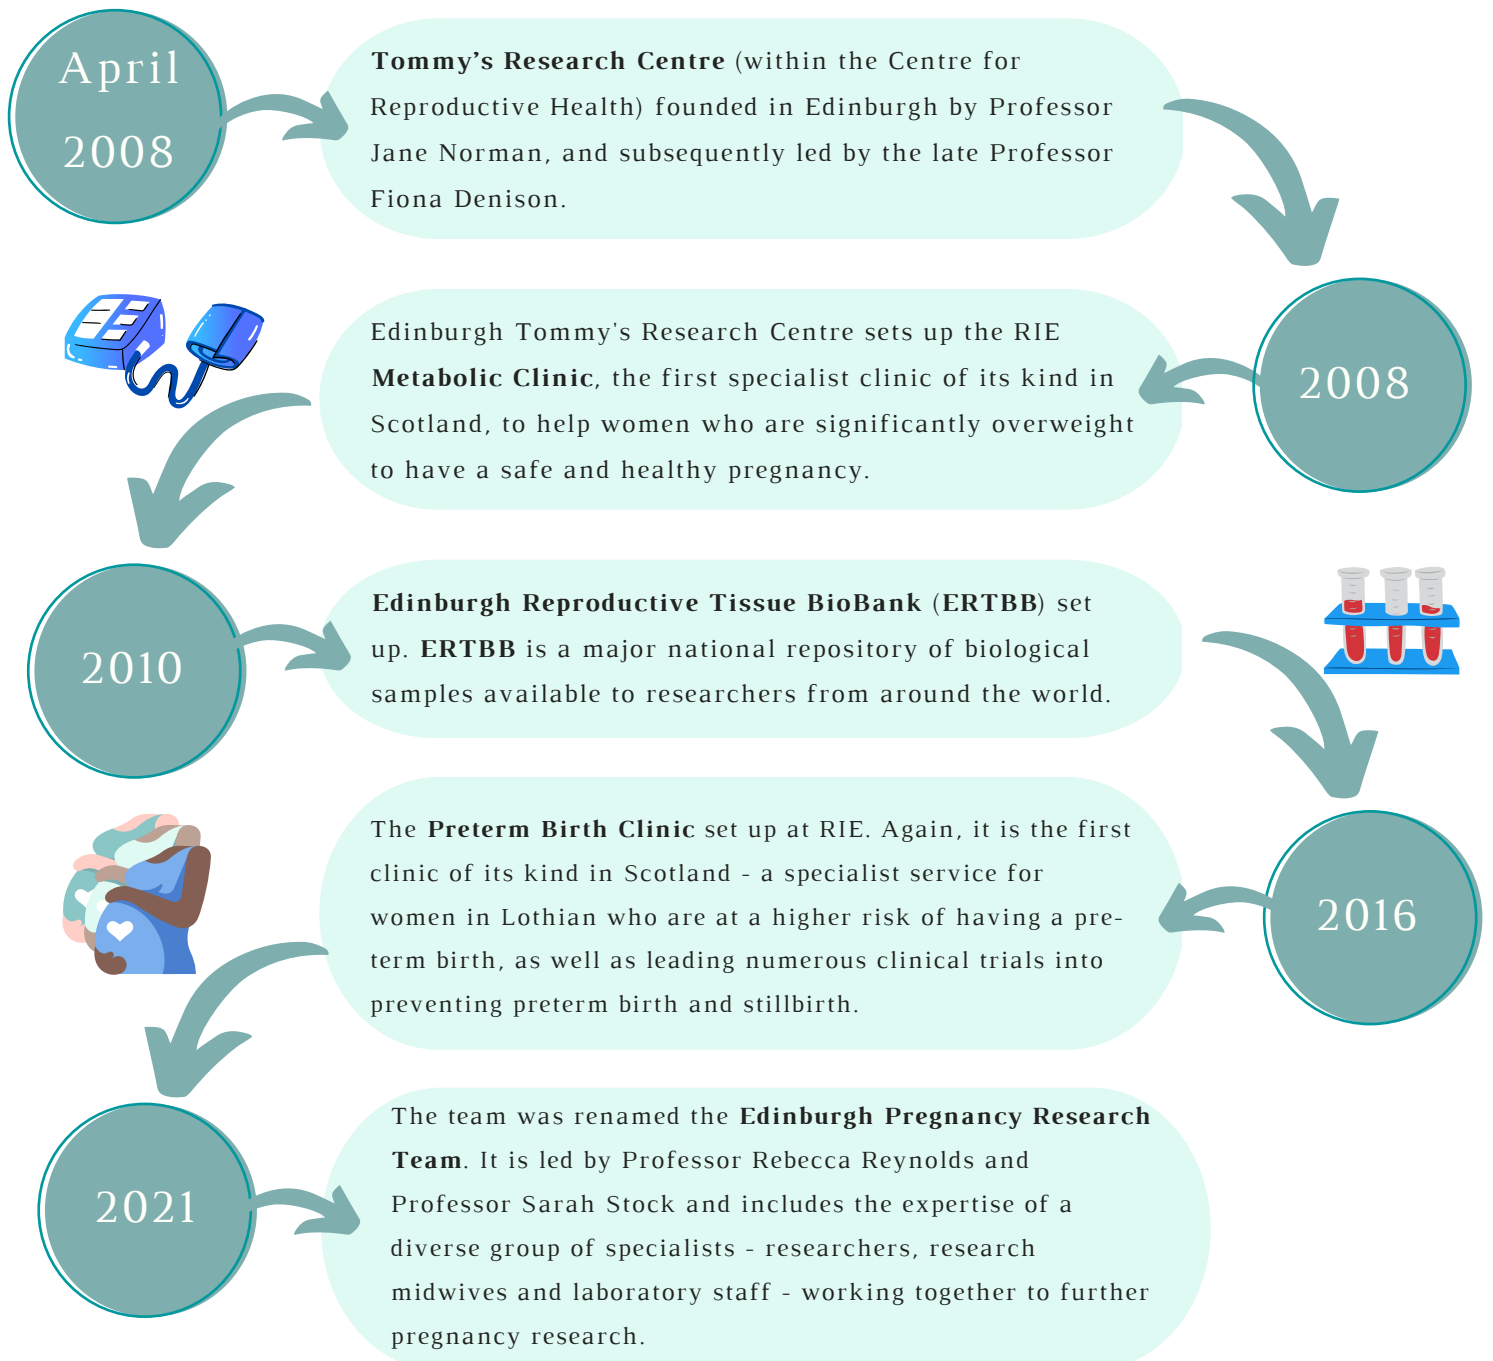 April
2008
Tommy’s Research Centre (within the Centre for
Reproductive Health) founded in Edinburgh by Professor
Jane Norman, and subsequently led by the late Professor
Fiona Denison.
2008
Edinburgh Tommy's Research Centre sets up the RIE
Metabolic Clinic, the first specialist clinic of its kind in
Scotland, to help women who are significantly overweight
to have a safe and healthy pregnancy.
2010
Edinburgh Reproductive Tissue BioBank (ERTBB) set
up. ERTBB is a major national repository of biological
samples available to researchers from around the world.
2016
The Preterm Birth Clinic set up at RIE. Again, it is the first
clinic of its kind in Scotland - a specialist service for
women in Lothian who are at a higher risk of having a pre-
term birth, as well as leading numerous clinical trials into
preventing preterm birth and stillbirth.
2021
The team was renamed the Edinburgh Pregnancy Research
Team. It is led by Professor Rebecca Reynolds and
Professor Sarah Stock and includes the expertise of a
diverse group of specialists - researchers, research
midwives and laboratory staff - working together to further
pregnancy research.